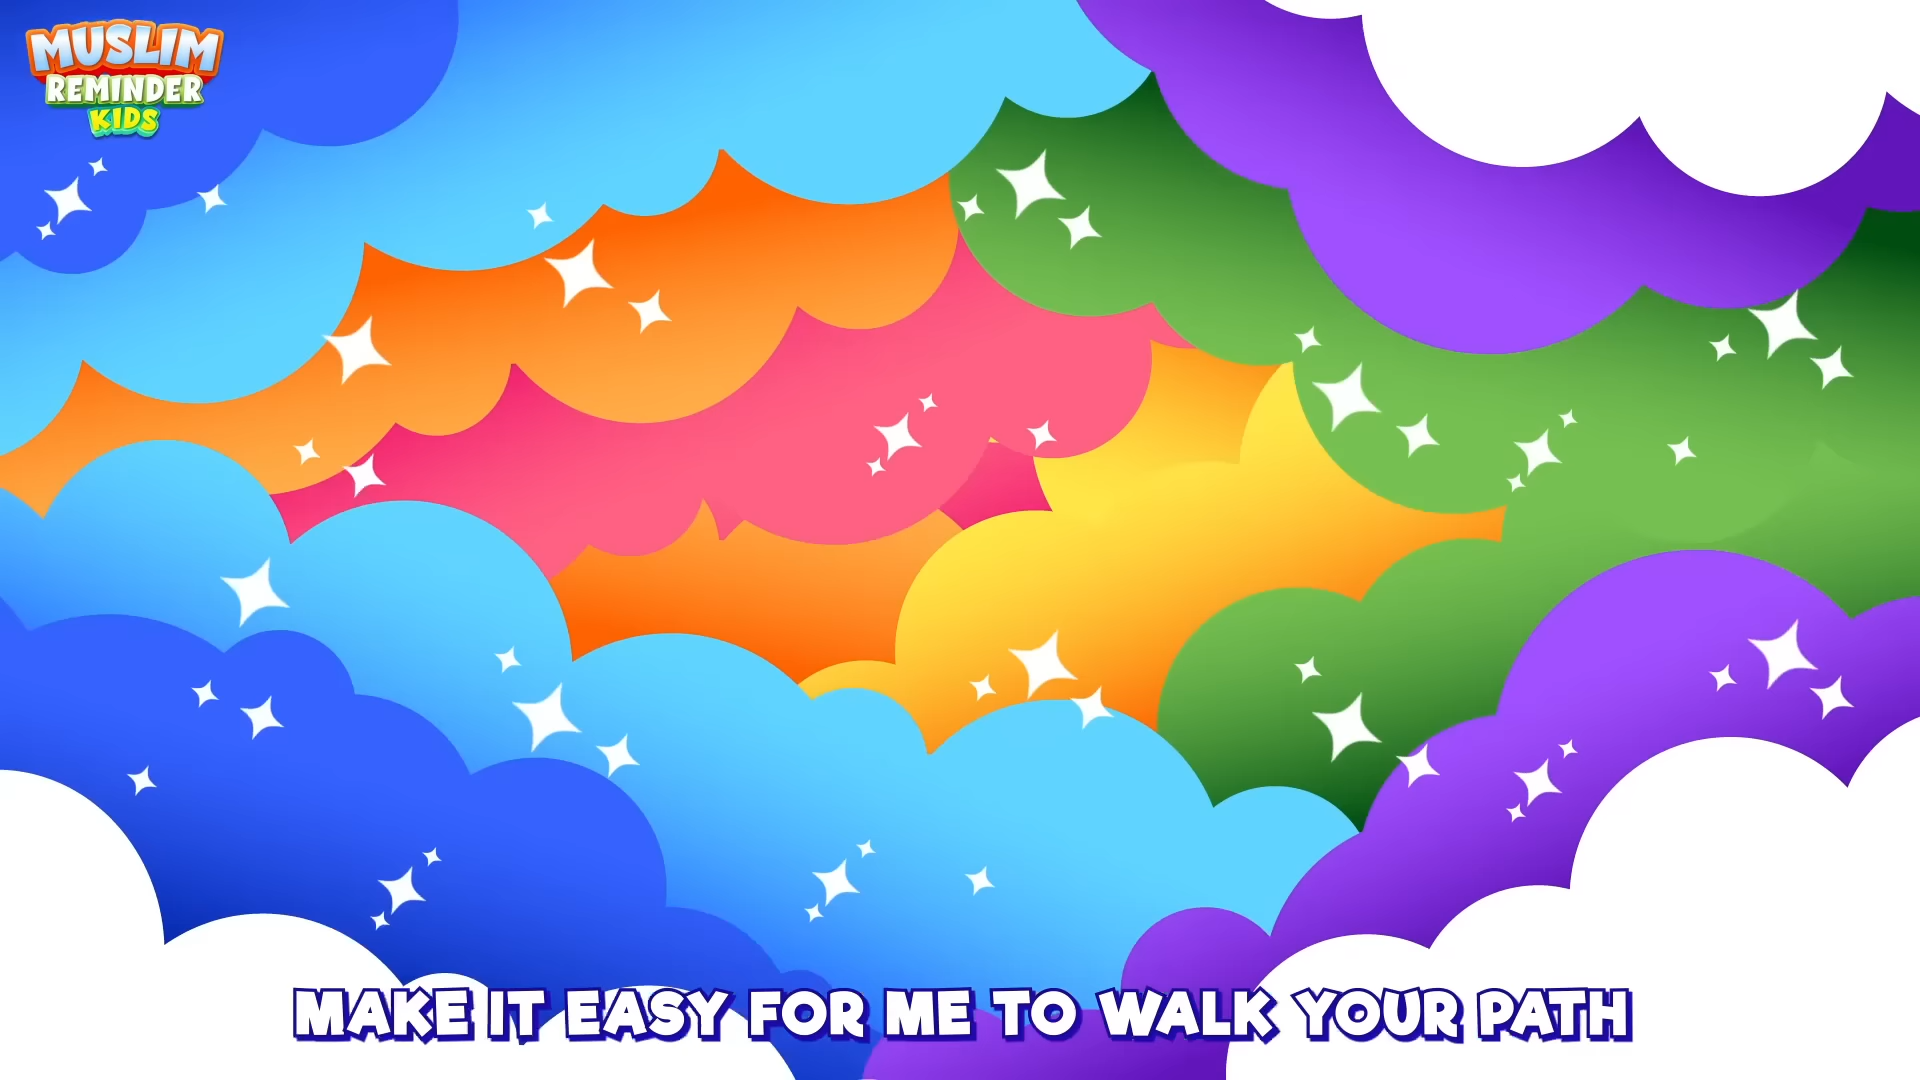 MUSLIM
REMINDER
KIDS
MAKE IT EASY FOR ME TO WALK YOUR PATH